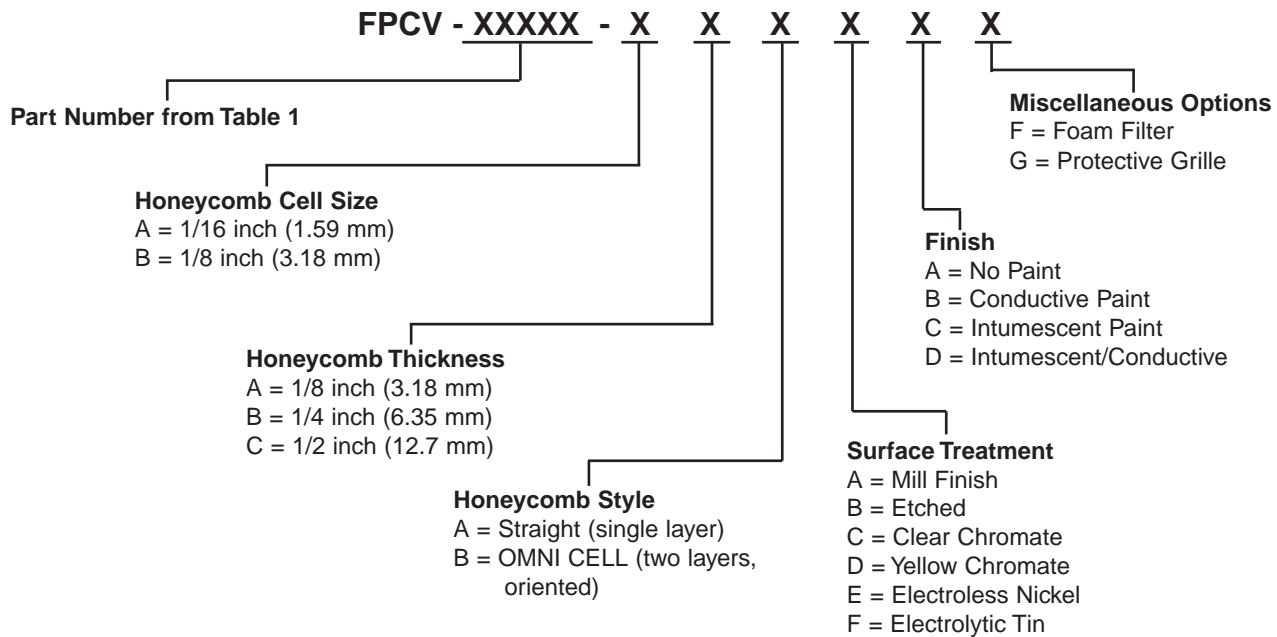 FPCV - XXXXX - X X X X X X
Part Number from Table 1
Honeycomb Cell Size
A = 1/16 inch (1.59 mm)
B = 1/8 inch (3.18 mm)
Honeycomb Thickness
A = 1/8 inch (3.18 mm)
B = 1/4 inch (6.35 mm)
C = 1/2 inch (12.7 mm)
Honeycomb Style
A = Straight (single layer)
B = OMNI CELL (two layers,
oriented)
Surface Treatment
A = Mill Finish
B = Etched
C = Clear Chromate
D = Yellow Chromate
E = Electroless Nickel
F = Electrolytic Tin
Finish
A = No Paint
B = Conductive Paint
C = Intumescent Paint
D = Intumescent/Conductive
Miscellaneous Options
F = Foam Filter
G = Protective Grille